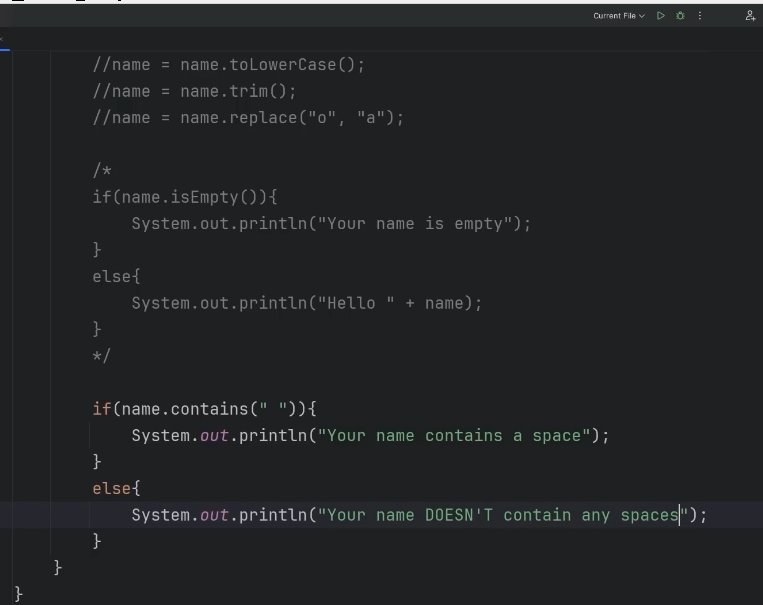 Current File
//name = name.toLowerCase();
//name = name.trim();
//name = name.replace("o", "a");
/*
if(name.isEmpty()){
    System.out.println("Your name is empty");
}
else{
    System.out.println("Hello " + name);
}
*/
if(name.contains(" ")){
    System.out.println("Your name contains a space");
}
else{
    System.out.println("Your name DOESN'T contain any spaces");
}
}
}